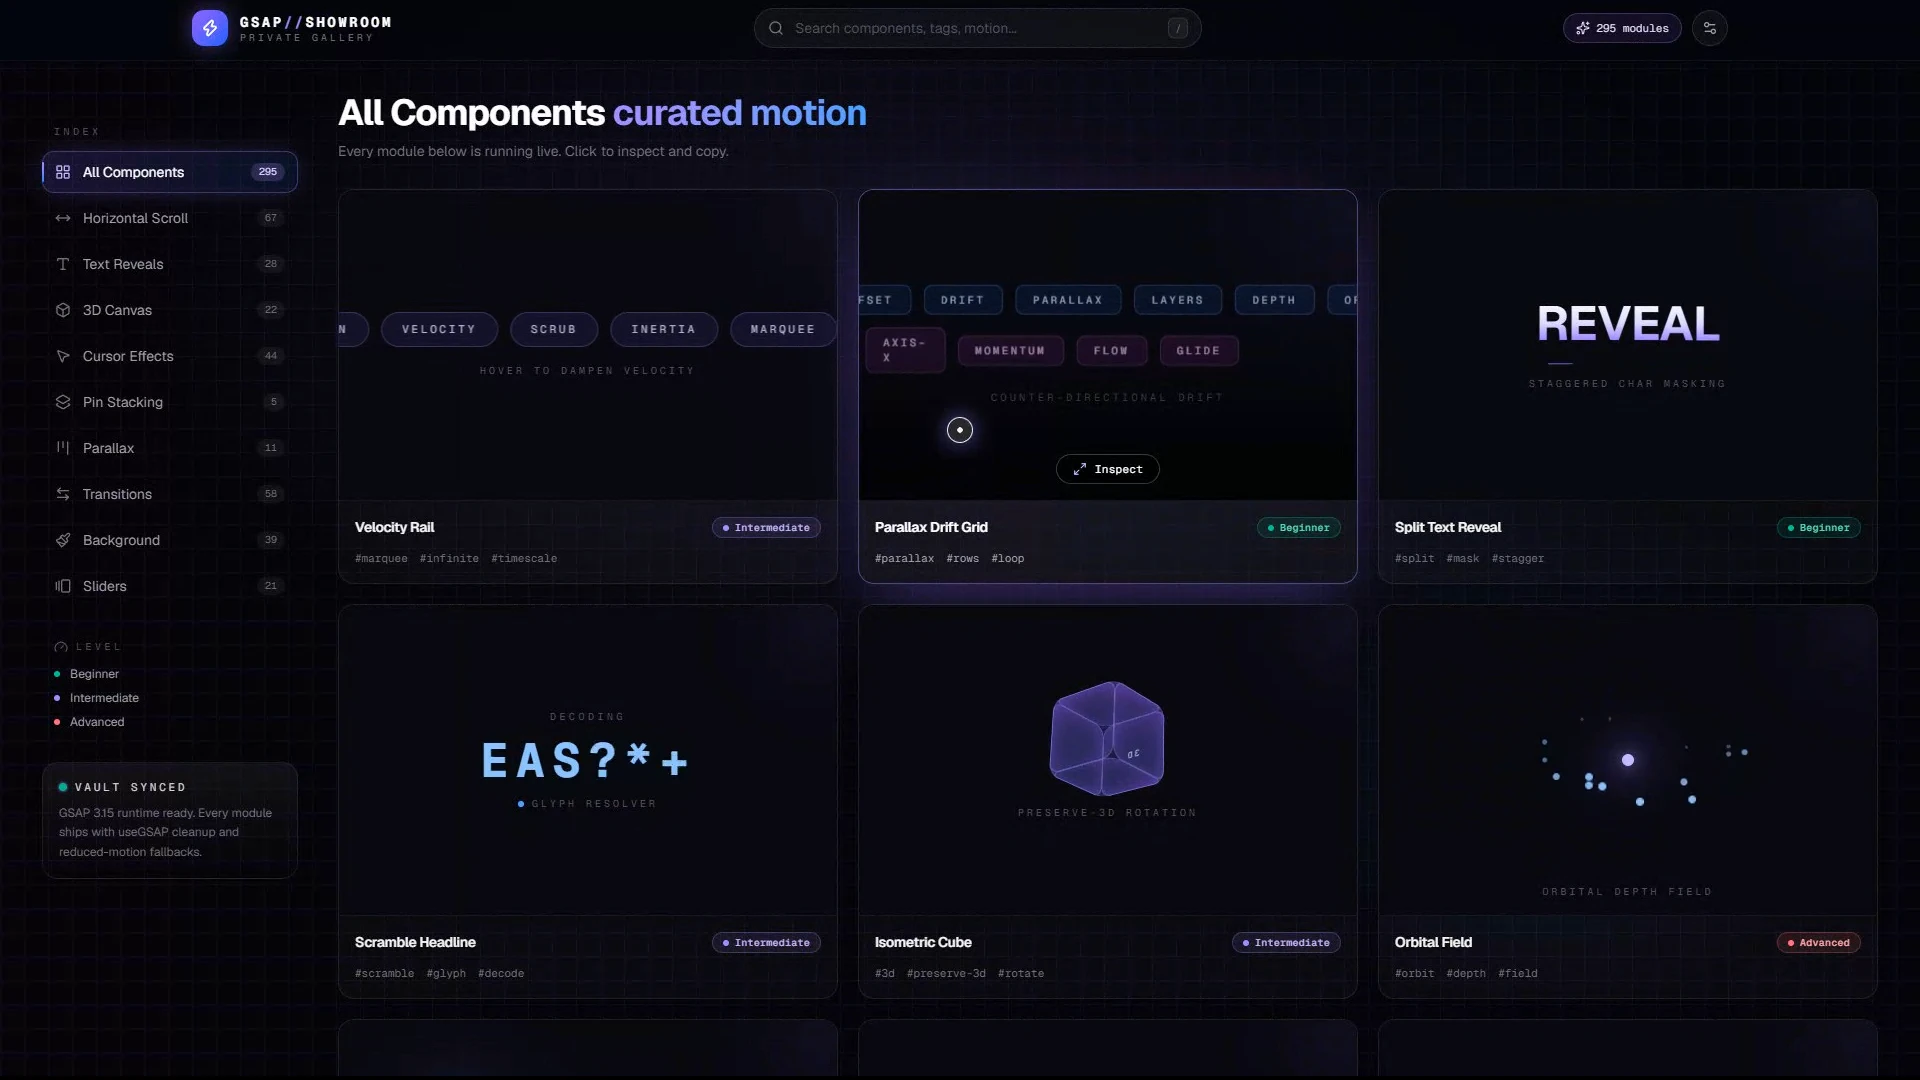 GSAP//SHOWROOM
PRIVATE GALLERY
Search components, tags, motion...
/
295 modules
INDEX
All Components 295
Horizontal Scroll 67
Text Reveals 28
3D Canvas 22
Cursor Effects 44
Pin Stacking 5
Parallax 11
Transitions 58
Background 39
Sliders 21
LEVEL
Beginner
Intermediate
Advanced
VAULT SYNCED
GSAP 3.15 runtime ready. Every module
ships with useGSAP cleanup and
reduced-motion fallbacks.
All Components curated motion
Every module below is running live. Click to inspect and copy.
N VELOCITY SCRUB INERTIA MARQUEE
HOVER TO DAMPEN VELOCITY
Velocity Rail
Intermediate
#marquee #infinite #timescale
FSET DRIFT PARALLAX LAYERS DEPTH
AXIS-
X
MOMENTUM FLOW GLIDE
COUNTER-DIRECTIONAL DRIFT
Inspect
Parallax Drift Grid
Beginner
#parallax #rows #loop
REVEAL
STAGGERED CHAR MASKING
Split Text Reveal
Beginner
#split #mask #stagger
DECODING
EAS?*+
GLYPH RESOLVER
Scramble Headline
Intermediate
#scramble #glyph #decode
PRESERVE-3D ROTATION
Isometric Cube
Intermediate
#3d #preserve-3d #rotate
ORBITAL DEPTH FIELD
Orbital Field
Advanced
#orbit #depth #field